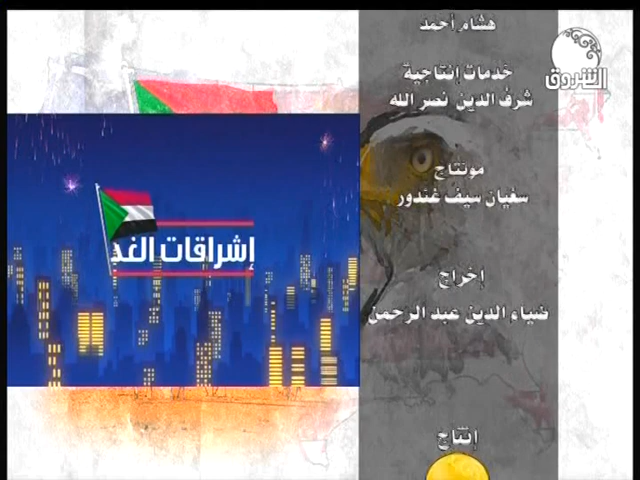 هشام أحمد
الشروق
خدمات إنتاجية
شرف الدين نصر الله
مونتاج
سفيان سيف غندور
إشراقات الغد
إخراج
ضياء الدين عبد الرحمن
إنتاج